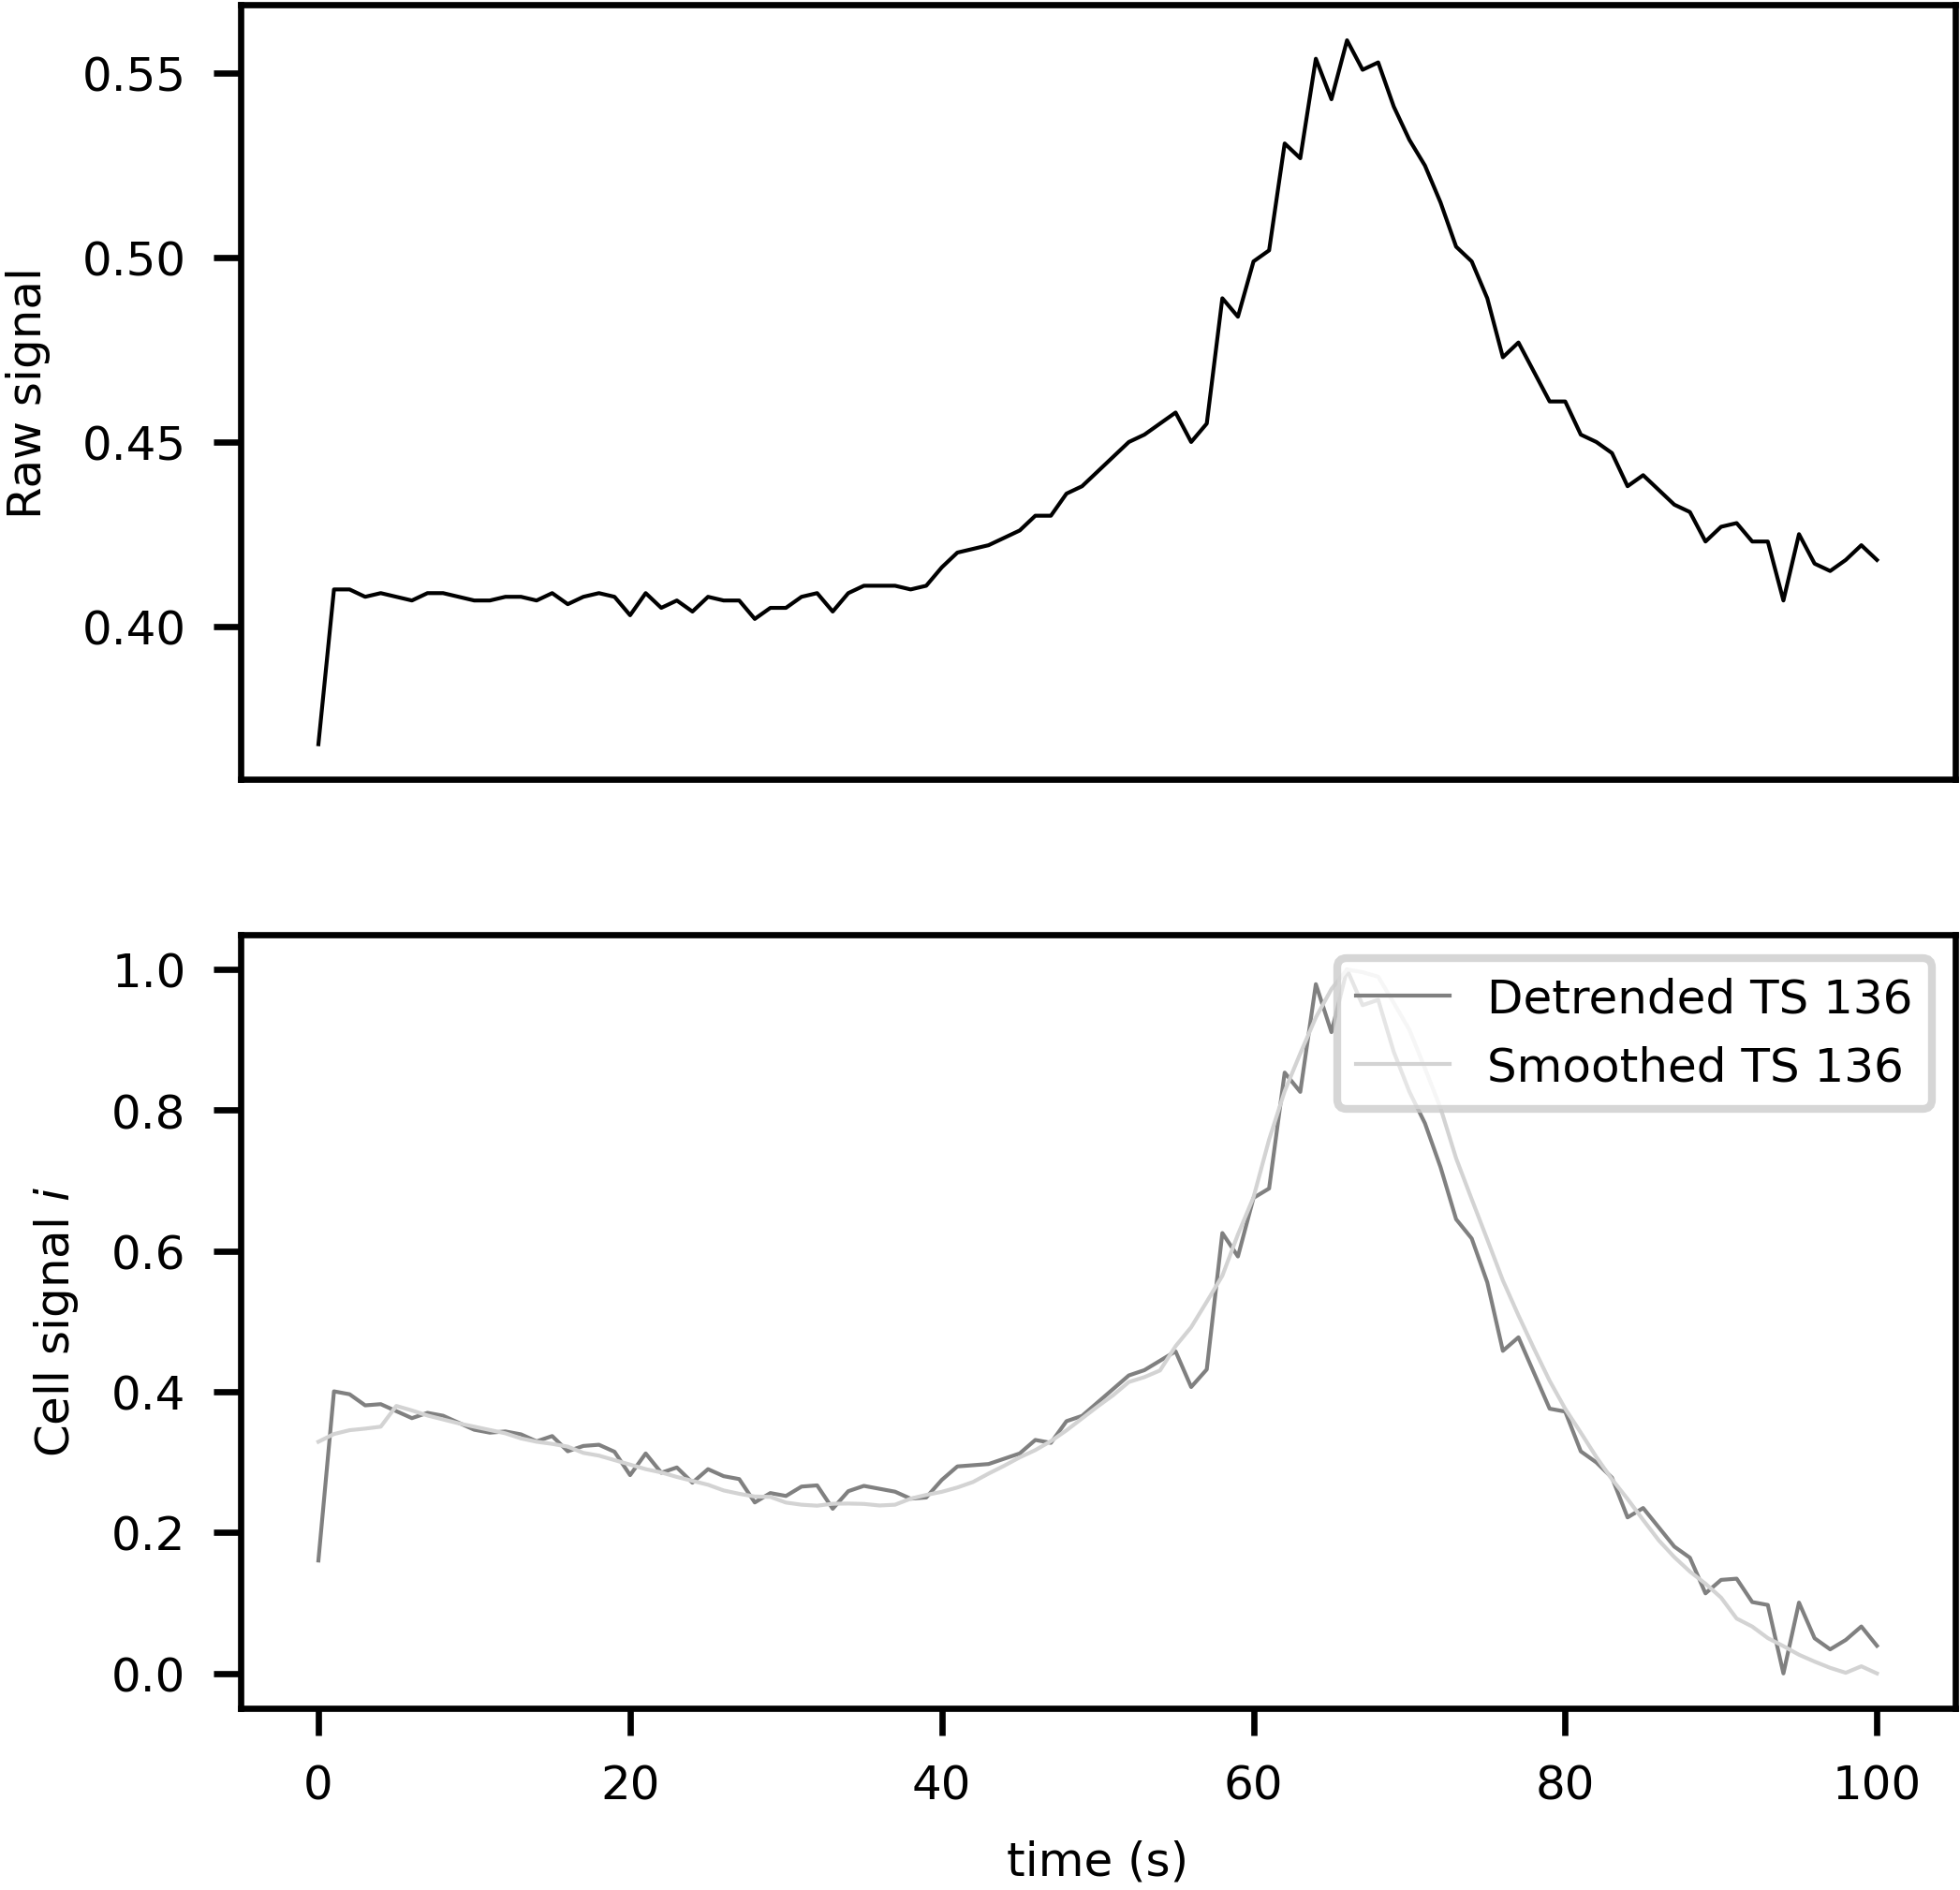 0.55
0.50
0.45
0.40
Raw signal
1.0
0.8
0.6
0.4
0.2
0.0
Cell signal i
Detrended TS 136
Smoothed TS 136
0 20 40 60 80 100
time (s)